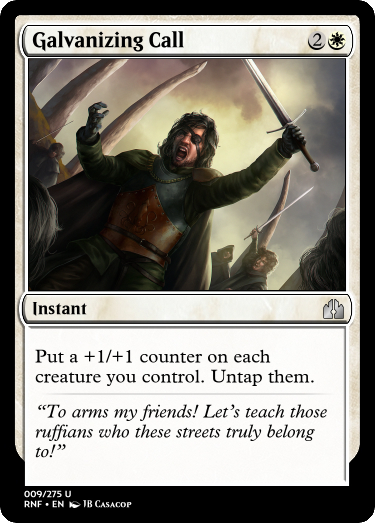 Galvanizing Call 2
Instant
Put a +1/+1 counter on each
creature you control. Untap them.
“To arms my friends! Let’s teach those
ruffians who these streets truly belong
to!”
009/275 U
RNF • EN JB Casacop